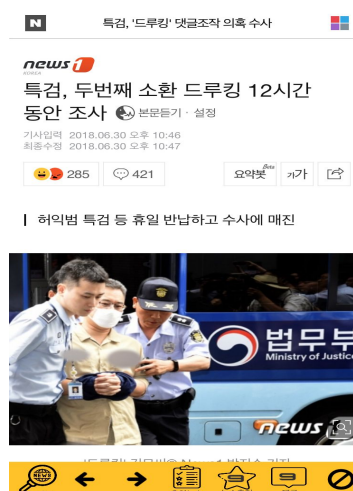 N
특검, '드루킹' 댓글조작 의혹 수사
news1
KOREA
특검, 두번째 소환 드루킹 12시간
동안 조사 본문듣기 · 설정
기사입력 2018.06.30 오후 10:46
최종수정 2018.06.30 오후 10:47
285 421 요약봇 Beta 가가
허익범 특검 등 휴일 반납하고 수사에 매진
법무부
Ministry of Justice
news
NEWS